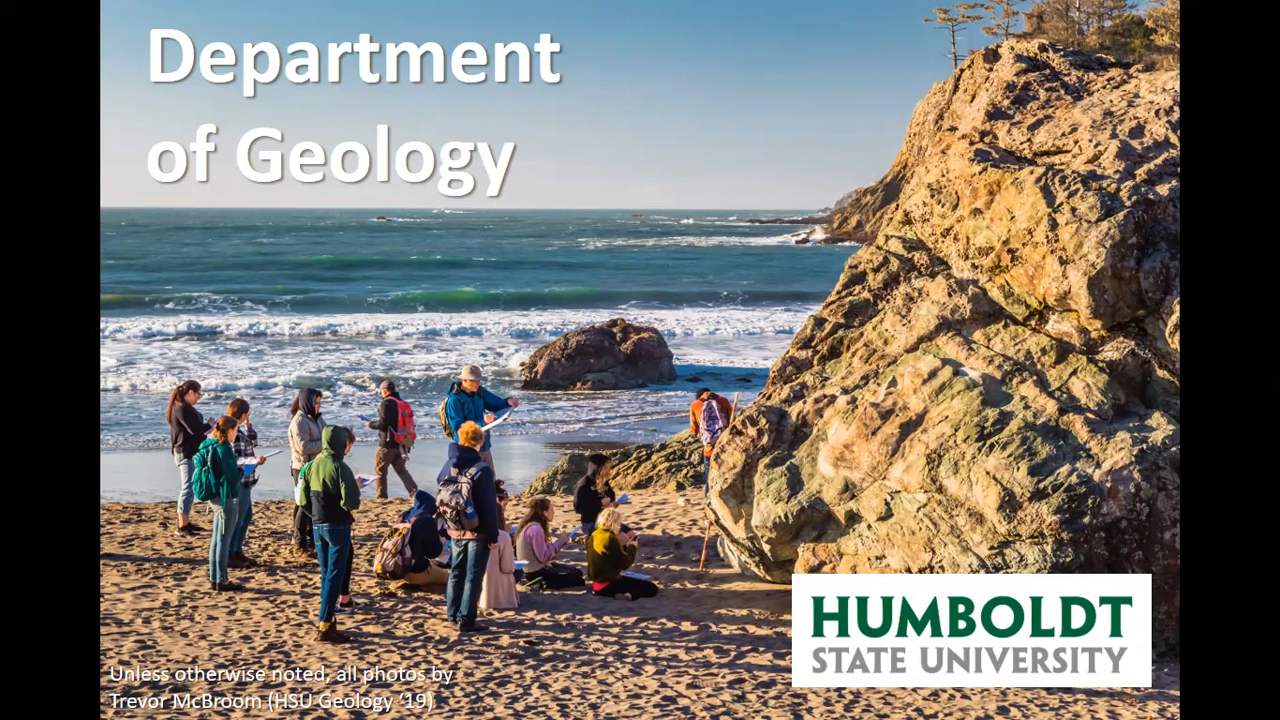 Department
of Geology
HUMBOLDT
STATE UNIVERSITY
Unless otherwise noted, all photos by
Trevor McBroom (HSU Geology ‘19)